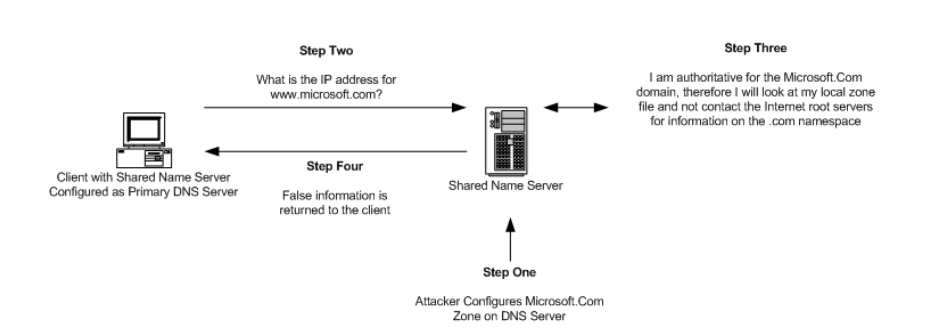 Step Two
What is the IP address for
www.microsoft.com?
Step Three
I am authoritative for the Microsoft.Com
domain, therefore I will look at my local zone
file and not contact the Internet root servers
for information on the .com namespace
Client with Shared Name Server
Configured as Primary DNS Server
Step Four
False information is
returned to the client
Shared Name Server
Step One
Attacker Configures Microsoft.Com
Zone on DNS Server